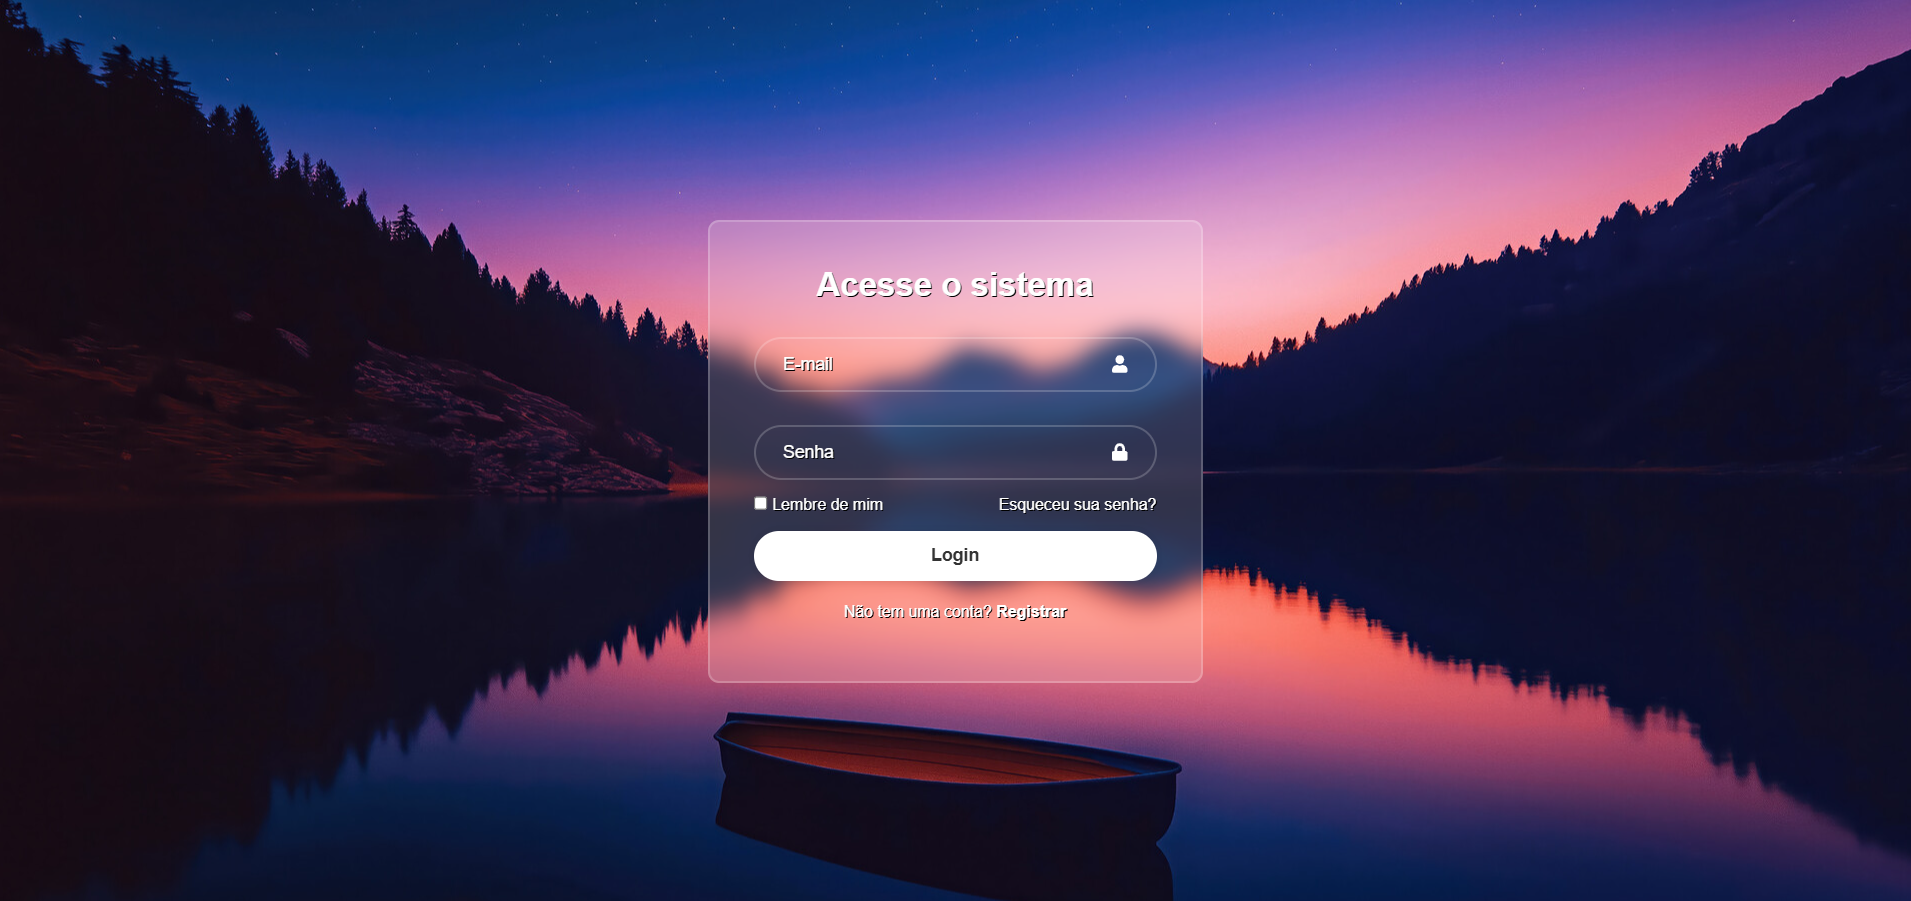 Acesse o sistema
E-mail
Senha
Lembre de mim Esqueceu sua senha?
Login
Não tem uma conta? Registrar